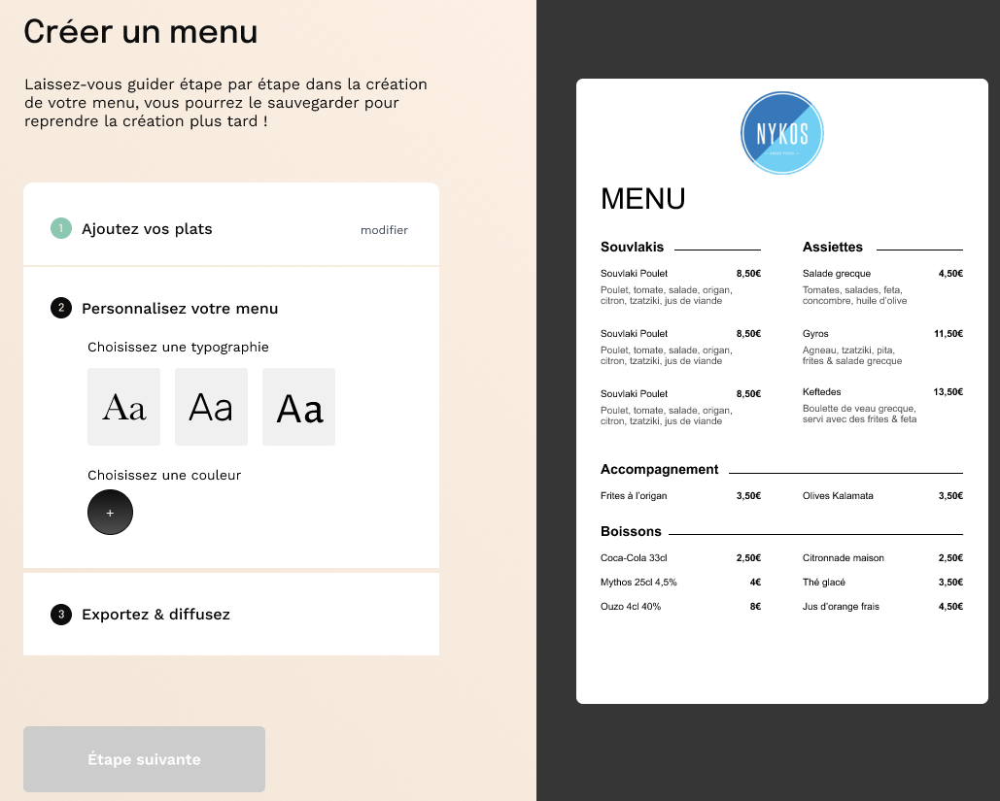 Créer un menu
Laissez-vous guider étape par étape dans la création
de votre menu, vous pourrez le sauvegarder pour
reprendre la création plus tard !
1 Ajoutez vos plats modifier
2 Personnalisez votre menu
Choisissez une typographie
Aa Aa Aa
Choisissez une couleur
+
3 Exportez & diffusez
Étape suivante
NYKOS
MENU
Souvlakis
Souvlaki Poulet 8,50€
Poulet, tomate, salade, origan,
citron, tzatziki, jus de viande
Souvlaki Poulet 8,50€
Poulet, tomate, salade, origan,
citron, tzatziki, jus de viande
Souvlaki Poulet 8,50€
Poulet, tomate, salade, origan,
citron, tzatziki, jus de viande
Assiettes
Salade grecque 4,50€
Tomates, salades, feta,
concombre, huile d'olive
Gyros 11,50€
Agneau, tzatziki, pita,
frites & salade grecque
Keftedes 13,50€
Boulette de veau grecque,
servi avec des frites & feta
Accompagnement
Frites à l'origan 3,50€ Olives Kalamata 3,50€
Boissons
Coca-Cola 33cl 2,50€ Citronnade maison 2,50€
Mythos 25cl 4,5% 4€ Thé glacé 3,50€
Ouzo 4cl 40% 8€ Jus d'orange frais 4,50€